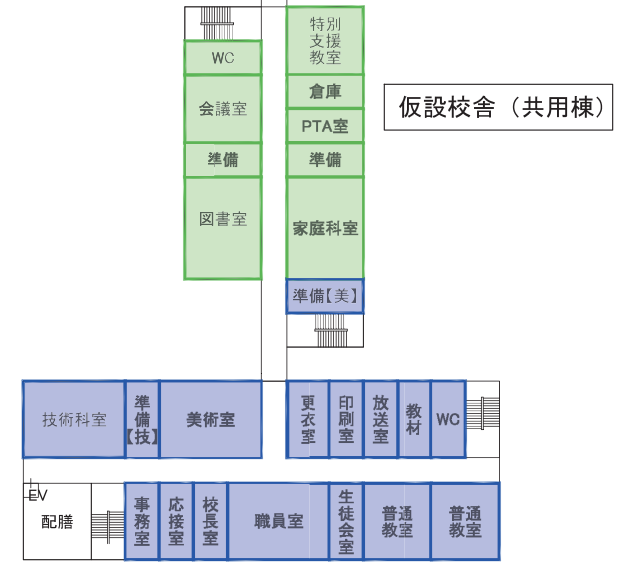 特別
支援
教室
WC
倉庫
仮設校舎（共用棟）
会議室
PTA室
準備
準備
図書室
家庭科室
準備【美】
技術科室
準備
【技】
美術室
更衣室
印刷室
放送室
教材
WC
EV
配膳
事務室
応接室
校長室
職員室
生徒会室
普通
教室
普通
教室